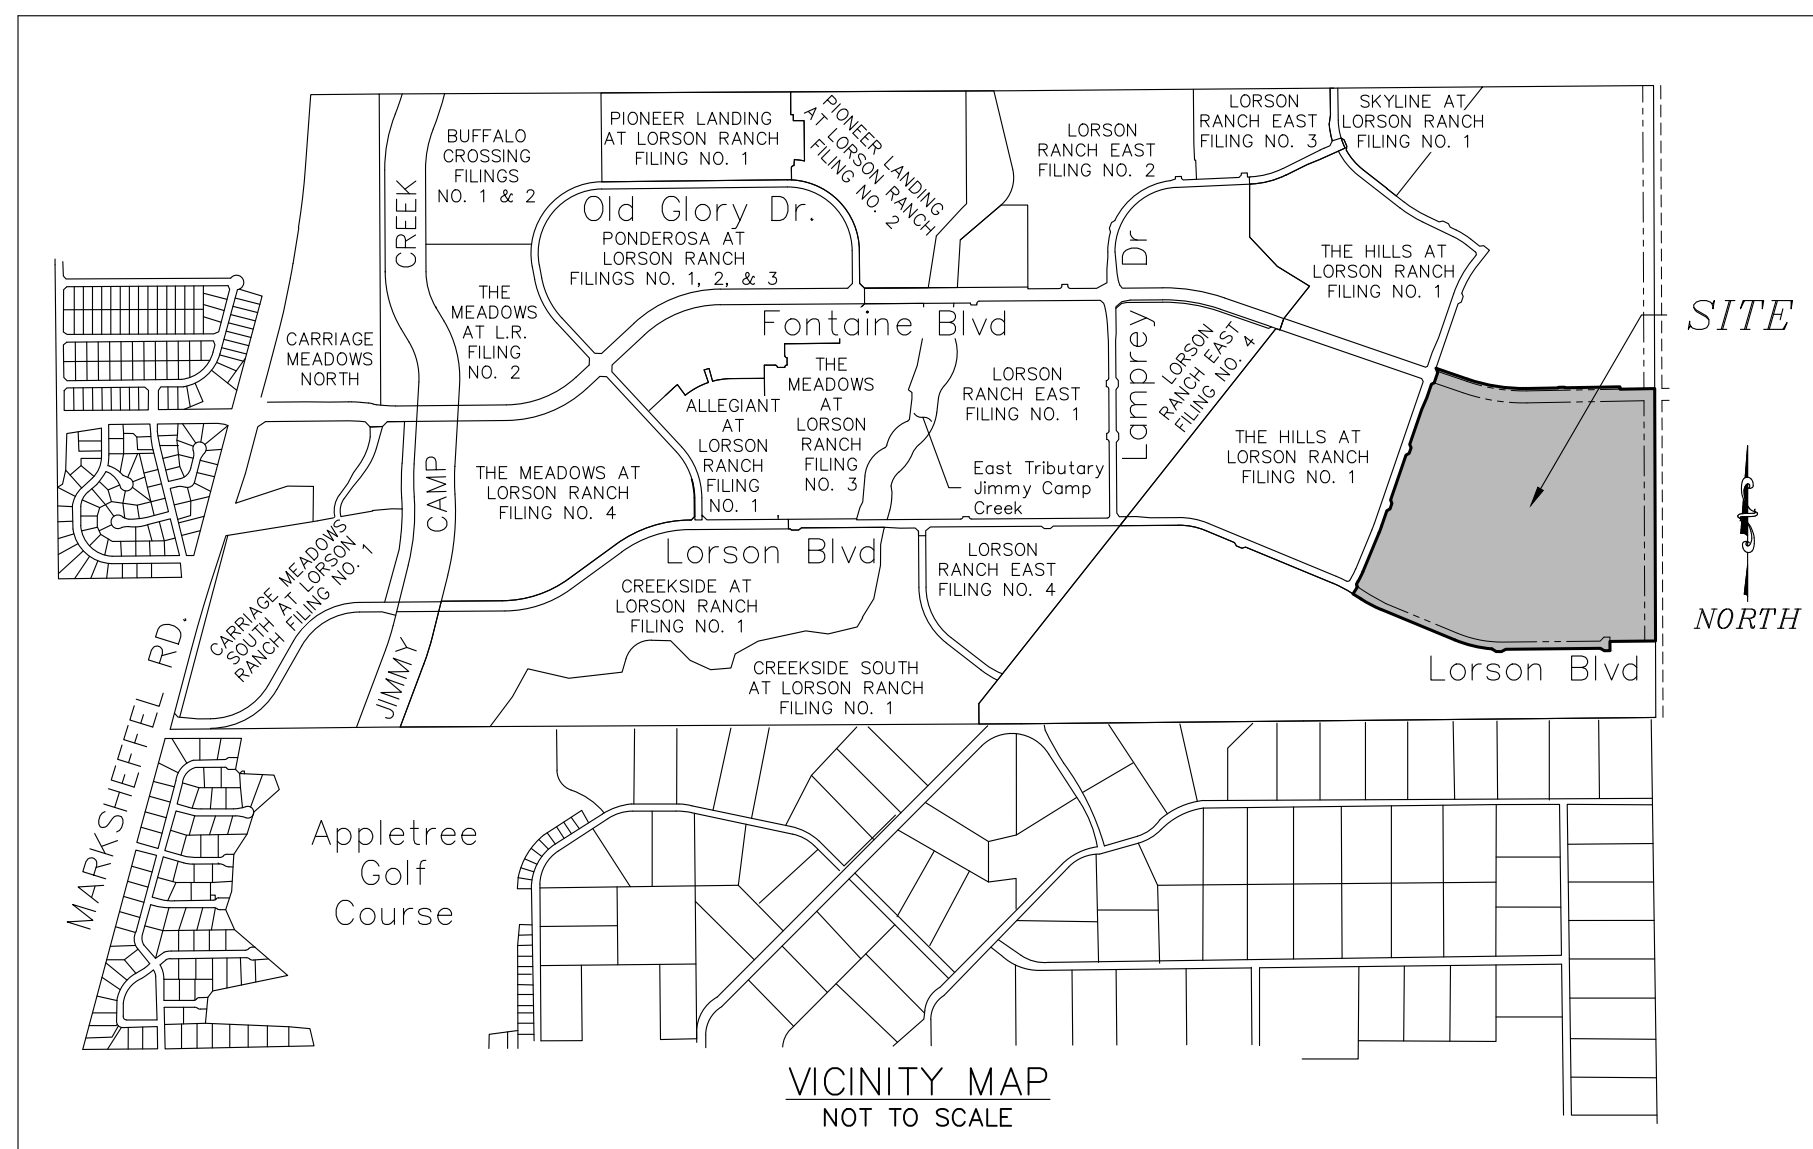 BUFFALO
CROSSING
FILINGS
NO. 1 & 2
PIONEER LANDING
AT LORSON RANCH
FILING NO. 1
PIONEER LANDING
AT LORSON RANCH
FILING NO. 2
LORSON
RANCH EAST
FILING NO. 2
LORSON
RANCH EAST
FILING NO. 3
SKYLINE AT
LORSON RANCH
FILING NO. 1
Old Glory Dr.
PONDEROSA AT
LORSON RANCH
FILINGS NO. 1, 2, & 3
THE HILLS AT
LORSON RANCH
FILING NO. 1
JIMMY CAMP CREEK
CARRIAGE
MEADOWS
NORTH
THE
MEADOWS
AT L.R.
FILING
NO. 2
Fontaine Blvd
Lamprey Dr
LORSON
RANCH EAST
FILING NO. 4
SITE
ALLEGIANT
AT
LORSON
RANCH
FILING
NO. 1
THE
MEADOWS
AT
LORSON
RANCH
FILING
NO. 3
LORSON
RANCH EAST
FILING NO. 1
East Tributary
Jimmy Camp
Creek
THE HILLS AT
LORSON RANCH
FILING NO. 1
THE MEADOWS AT
LORSON RANCH
FILING NO. 4
CARRIAGE MEADOWS
SOUTH AT LORSON
RANCH FILING NO. 1
Lorson Blvd
LORSON
RANCH EAST
FILING NO. 4
CREEKSIDE AT
LORSON RANCH
FILING NO. 1
CREEKSIDE SOUTH
AT LORSON RANCH
FILING NO. 1
Lorson Blvd
NORTH
MARKSHEFFEL RD.
Appletree
Golf
Course
VICINITY MAP
NOT TO SCALE